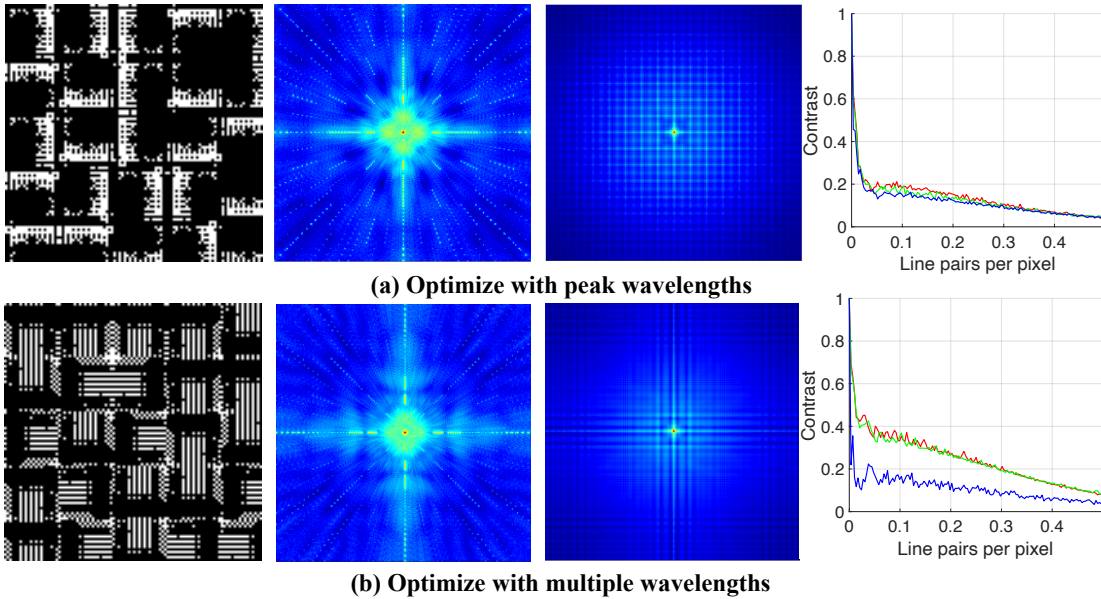 1
0.8
0.6
0.4
0.2
0
Contrast
0 0.1 0.2 0.3 0.4
Line pairs per pixel
(a) Optimize with peak wavelengths
1
0.8
0.6
0.4
0.2
0
Contrast
0 0.1 0.2 0.3 0.4
Line pairs per pixel
(b) Optimize with multiple wavelengths